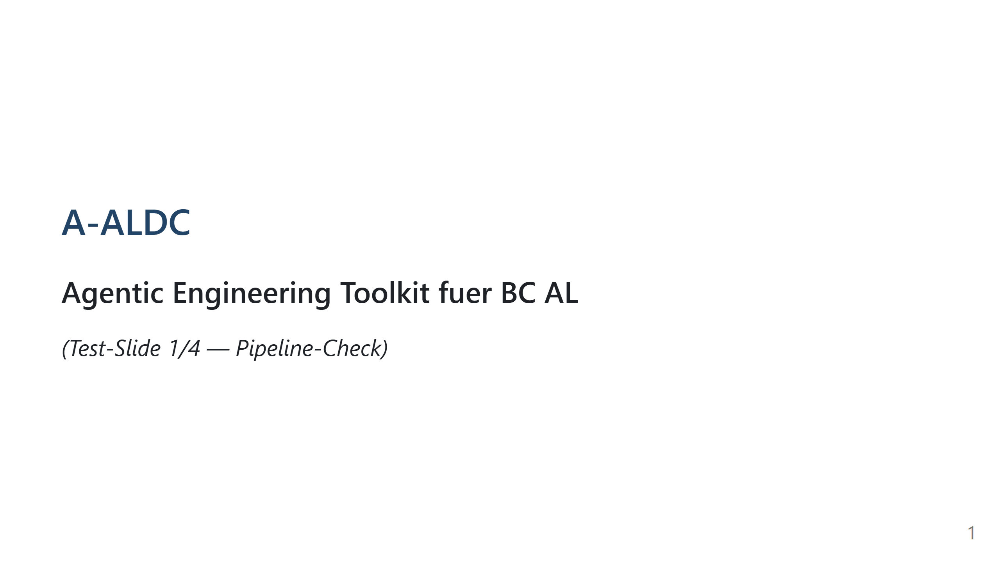 A-ALDC
Agentic Engineering Toolkit fuer BC AL
(Test-Slide 1/4 — Pipeline-Check)
1